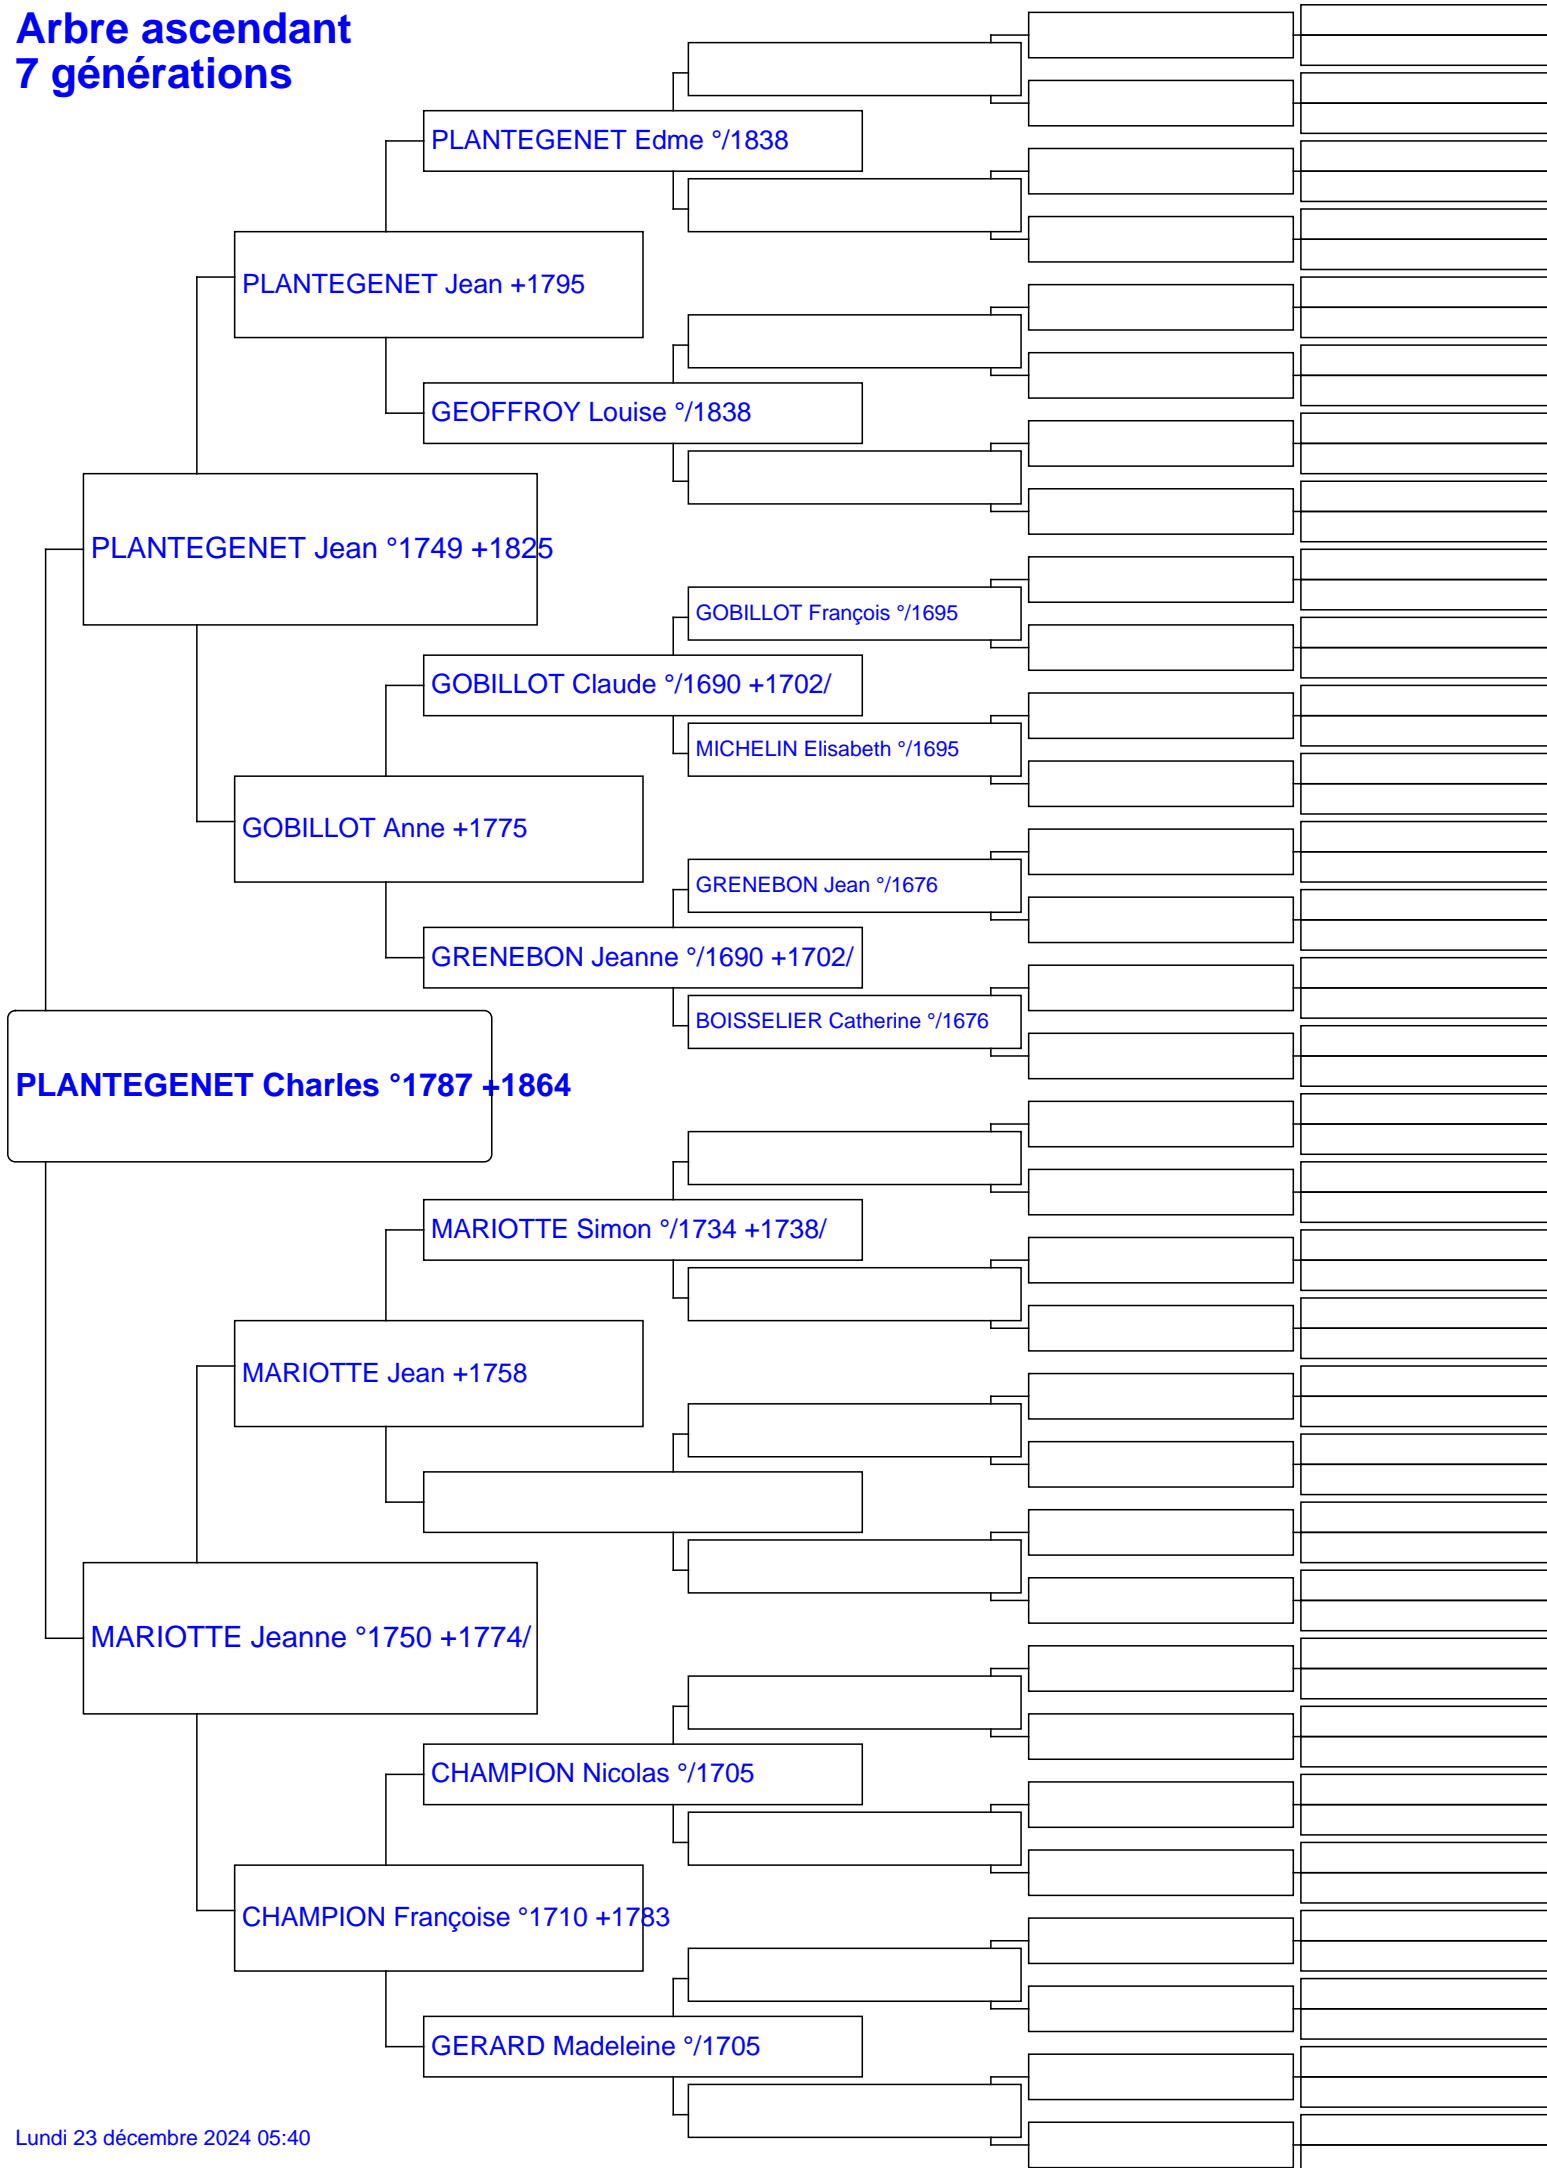 Arbre ascendant
7 générations
PLANTEGENET Edme °/1838
PLANTEGENET Jean +1795
GEOFFROY Louise °/1838
PLANTEGENET Jean °1749 +1825
GOBILLOT François °/1695
GOBILLOT Claude °/1690 +1702/
MICHELIN Elisabeth °/1695
GOBILLOT Anne +1775
GRENEBON Jean °/1676
GRENEBON Jeanne °/1690 +1702/
BOISSELIER Catherine °/1676
PLANTEGENET Charles °1787 +1864
MARIOTTE Simon °/1734 +1738/
MARIOTTE Jean +1758
MARIOTTE Jeanne °1750 +1774/
CHAMPION Nicolas °/1705
CHAMPION Françoise °1710 +1783
GERARD Madeleine °/1705
Lundi 23 décembre 2024 05:40